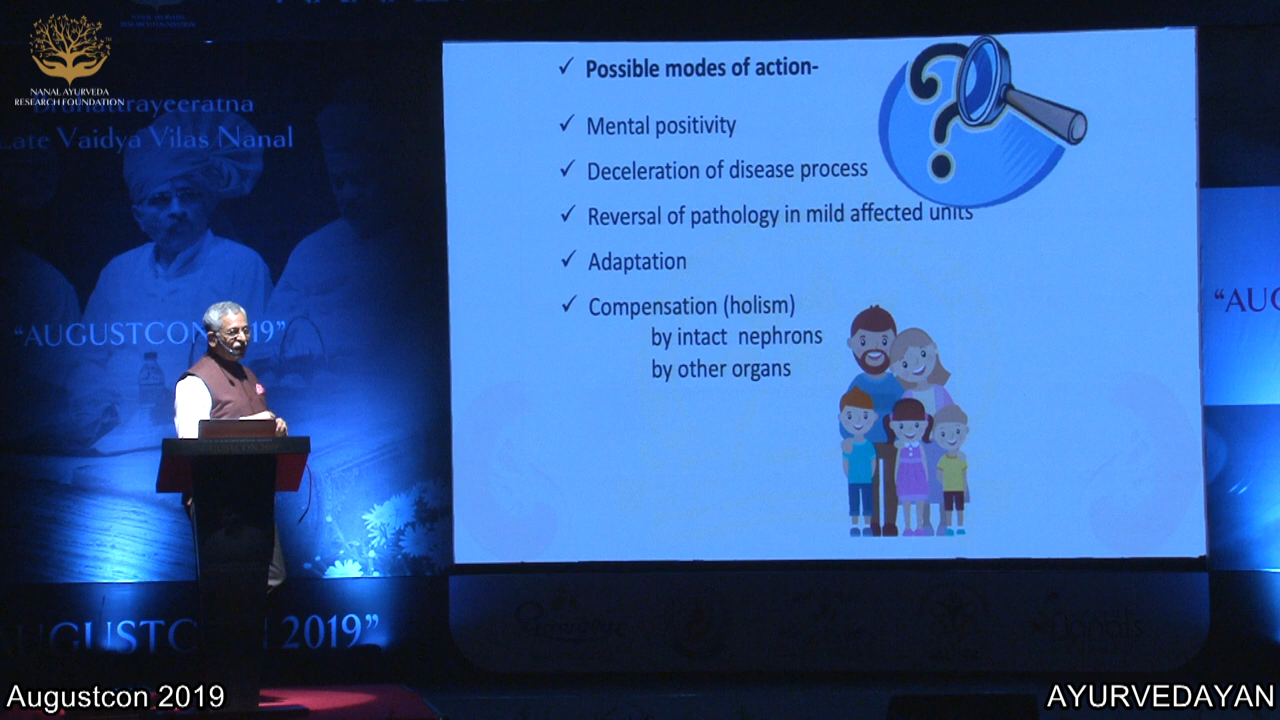 NANAL AYURVEDA
RESEARCH FOUNDATION
Late Vaidya Vilas Nanal
“AUGUSTCON 2019”
✓ Possible modes of action-
✓ Mental positivity
✓ Deceleration of disease process
✓ Reversal of pathology in mild affected units
✓ Adaptation
✓ Compensation (holism)
by intact nephrons
by other organs
?
“AUG
AUGUSTCON 2019”
Augustcon 2019
AYURVEDAYAN